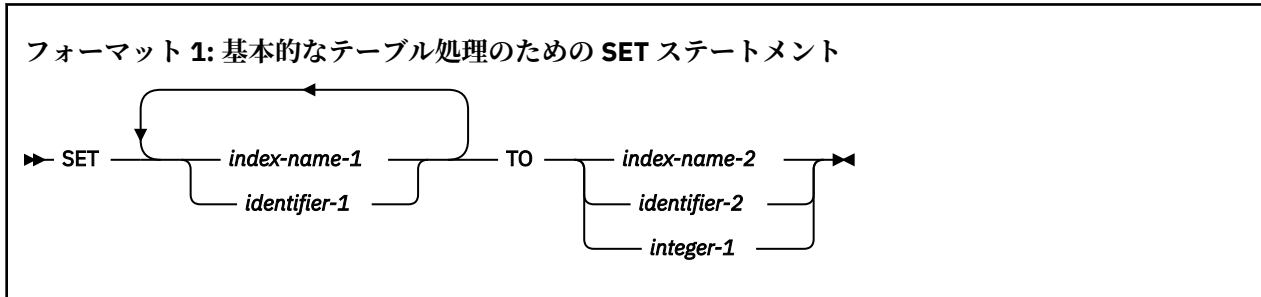 フォーマット 1: 基本的なテーブル処理のための SET ステートメント
SET index-name-1 TO index-name-2
identifier-1 identifier-2
integer-1